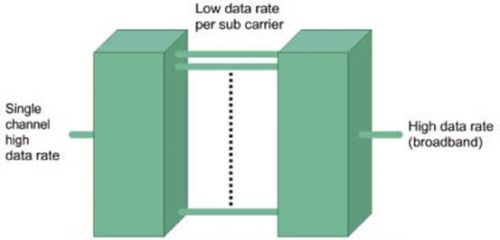 Low data rate
per sub carrier
Single
channel
high
data rate
High data rate
(broadband)